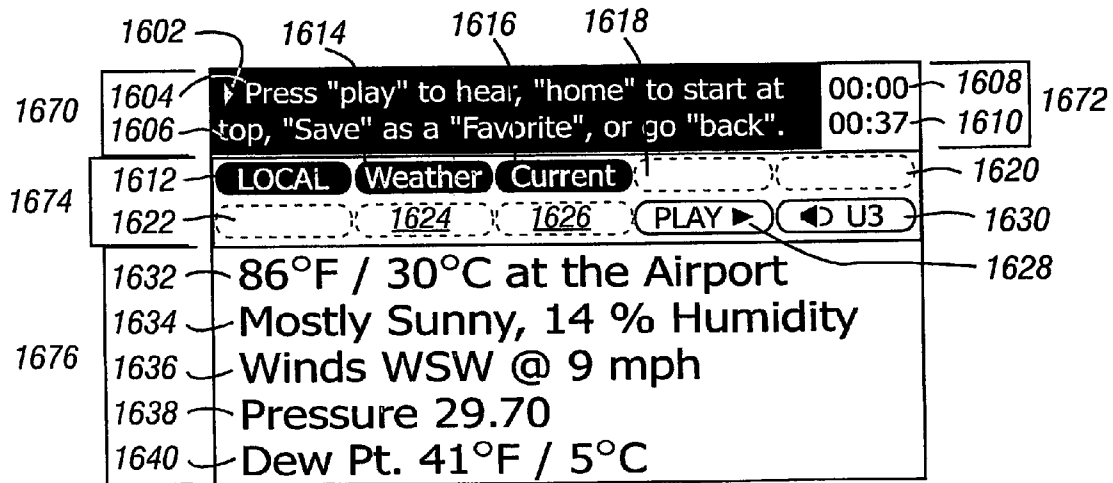 1602 1614 1616 1618
1670 1604 Press "play" to hear, "home" to start at 00:00 1608 1672
1606 top, "Save" as a "Favorite", or go "back". 00:37 1610
1674 1612 LOCAL Weather Current 1620
1622 1624 1626 PLAY ► U3 1630
1632 86°F / 30°C at the Airport 1628
1634 Mostly Sunny, 14 % Humidity
1676 1636 Winds WSW @ 9 mph
1638 Pressure 29.70
1640 Dew Pt. 41°F / 5°C